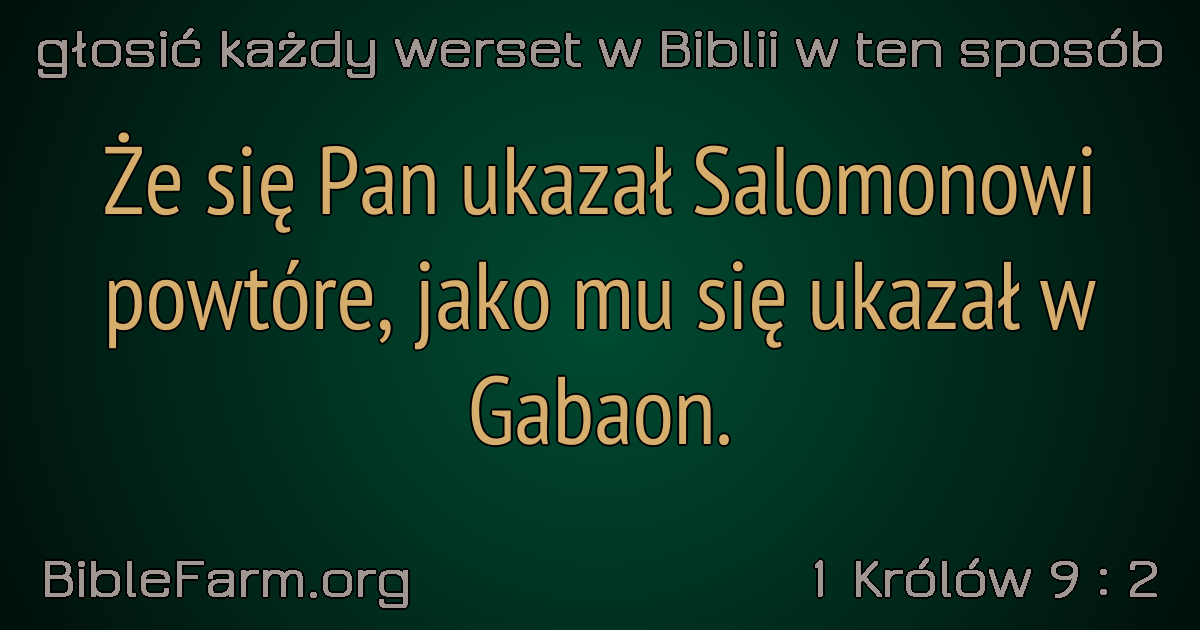 głosić każdy werset w Biblii w ten sposób
Że się Pan ukazał Salomonowi
powtóre, jako mu się ukazał w
Gabaon.
BibleFarm.org
1 Królów 9 : 2